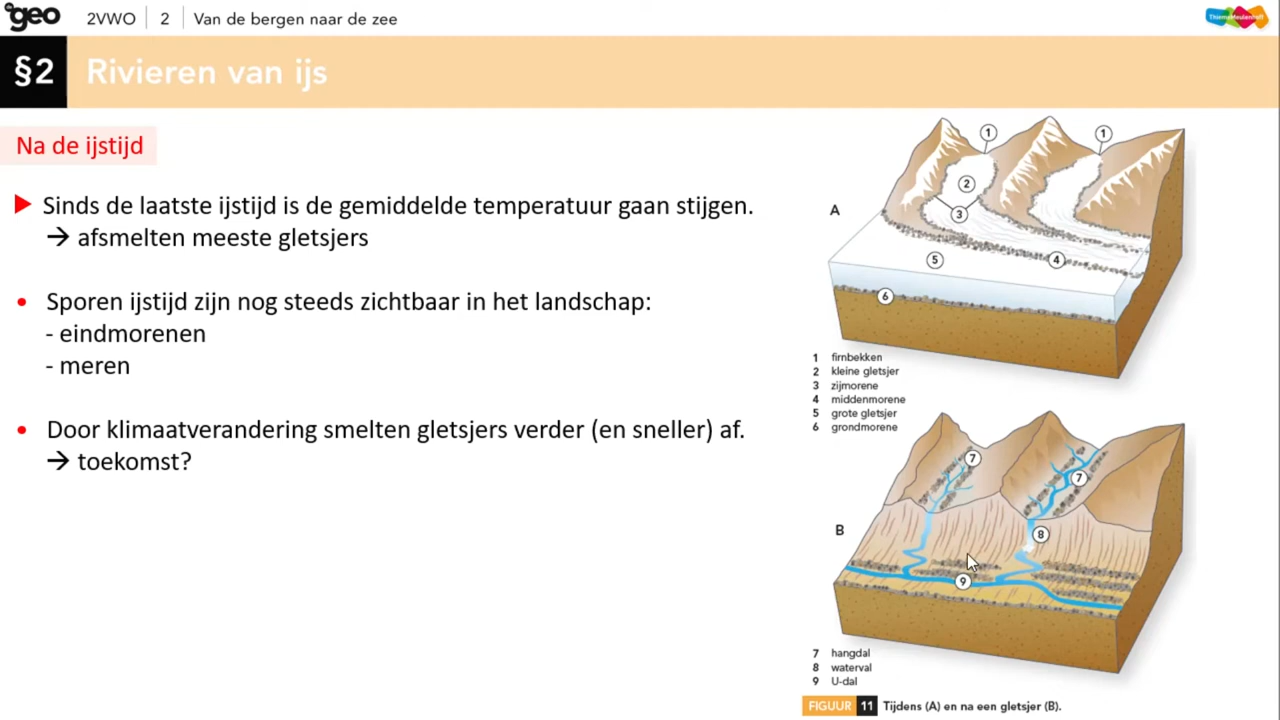 de geo
2VWO | 2 | Van de bergen naar de zee
ThiemeMeulenhoff
§2 Rivieren van ijs
Na de ijstijd
Sinds de laatste ijstijd is de gemiddelde temperatuur gaan stijgen.
→ afsmelten meeste gletsjers
• Sporen ijstijd zijn nog steeds zichtbaar in het landschap:
- eindmorenen
- meren
• Door klimaatverandering smelten gletsjers verder (en sneller) af.
→ toekomst?
1 1
2
3
A
5 4
6
1 firnbekken
2 kleine gletsjer
3 zijmorene
4 middenmorene
5 grote gletsjer
6 grondmorene
7
7
B
8
9
7 hangdal
8 waterval
9 U-dal
FIGUUR 11 Tijdens (A) en na een gletsjer (B).